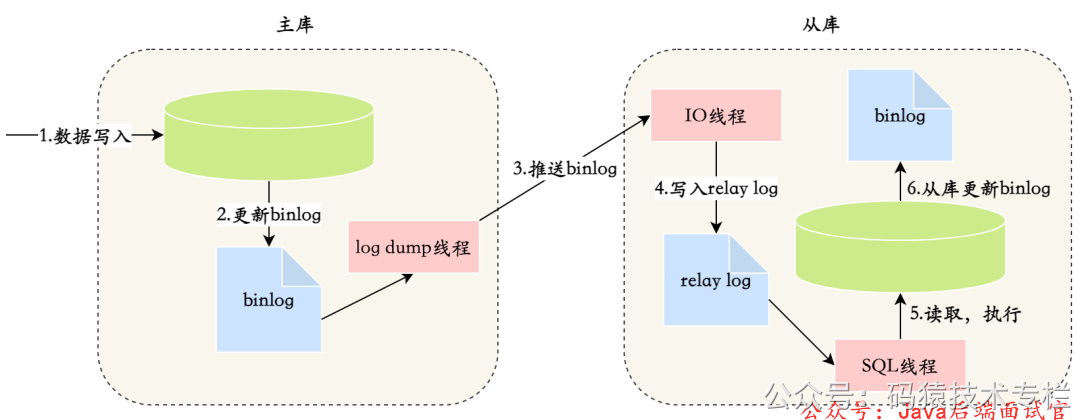 主库
从库
1.数据写入
2.更新binlog
binlog
log dump线程
3.推送binlog
IO线程
4.写入relay log
relay log
SQL线程
5.读取，执行
6.从库更新binlog
binlog
公众号：码猿技术专栏
公众号：Java后端面试官